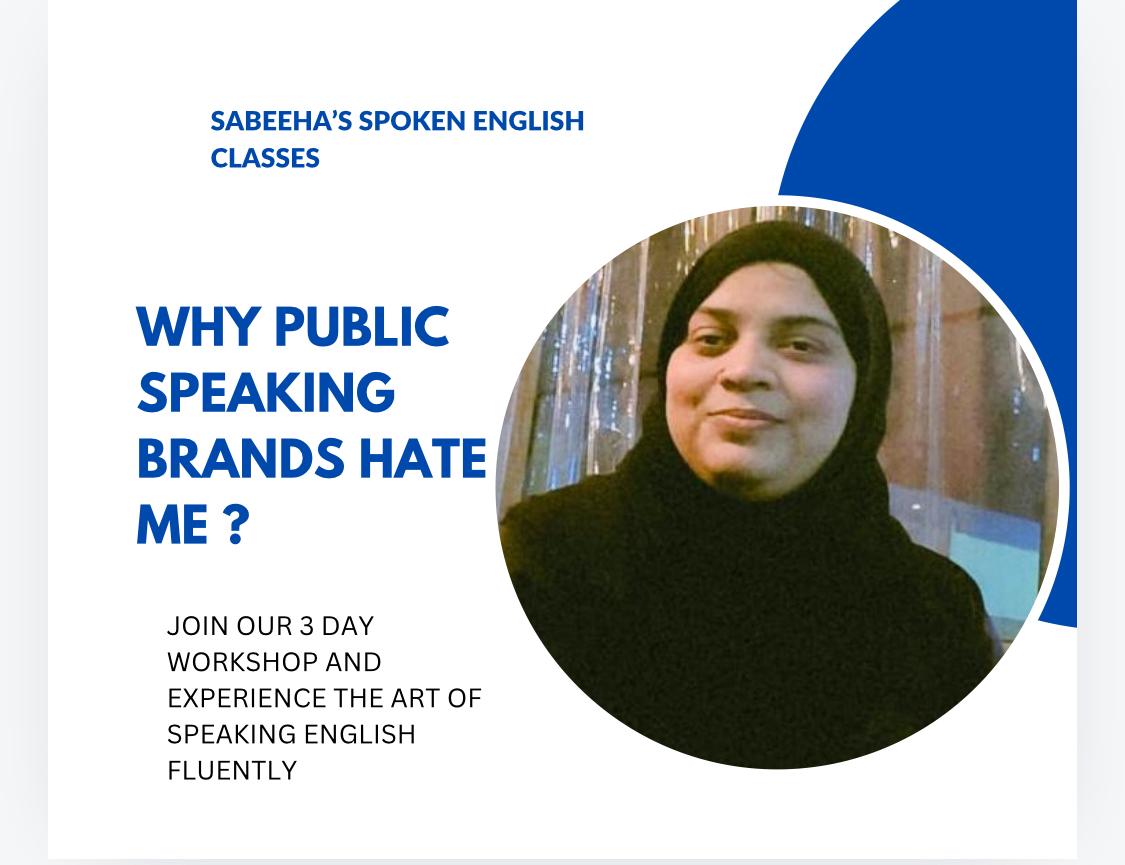 SABEEHA’S SPOKEN ENGLISH
CLASSES
WHY PUBLIC
SPEAKING
BRANDS HATE
ME ?
JOIN OUR 3 DAY
WORKSHOP AND
EXPERIENCE THE ART OF
SPEAKING ENGLISH
FLUENTLY